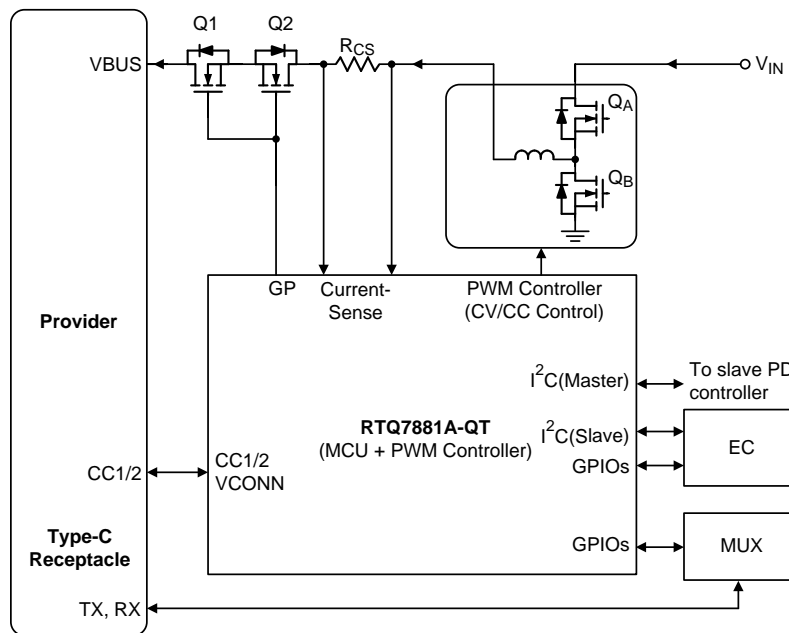 Q1
Q2
RCS
VBUS
VIN
QA
QB
GP
Current-
Sense
PWM Controller
(CV/CC Control)
Provider
I2C(Master)
To slave PD
controller
RTQ7881A-QT
(MCU + PWM Controller)
I2C(Slave)
EC
GPIOs
CC1/2
CC1/2
VCONN
Type-C
Receptacle
GPIOs
MUX
TX, RX